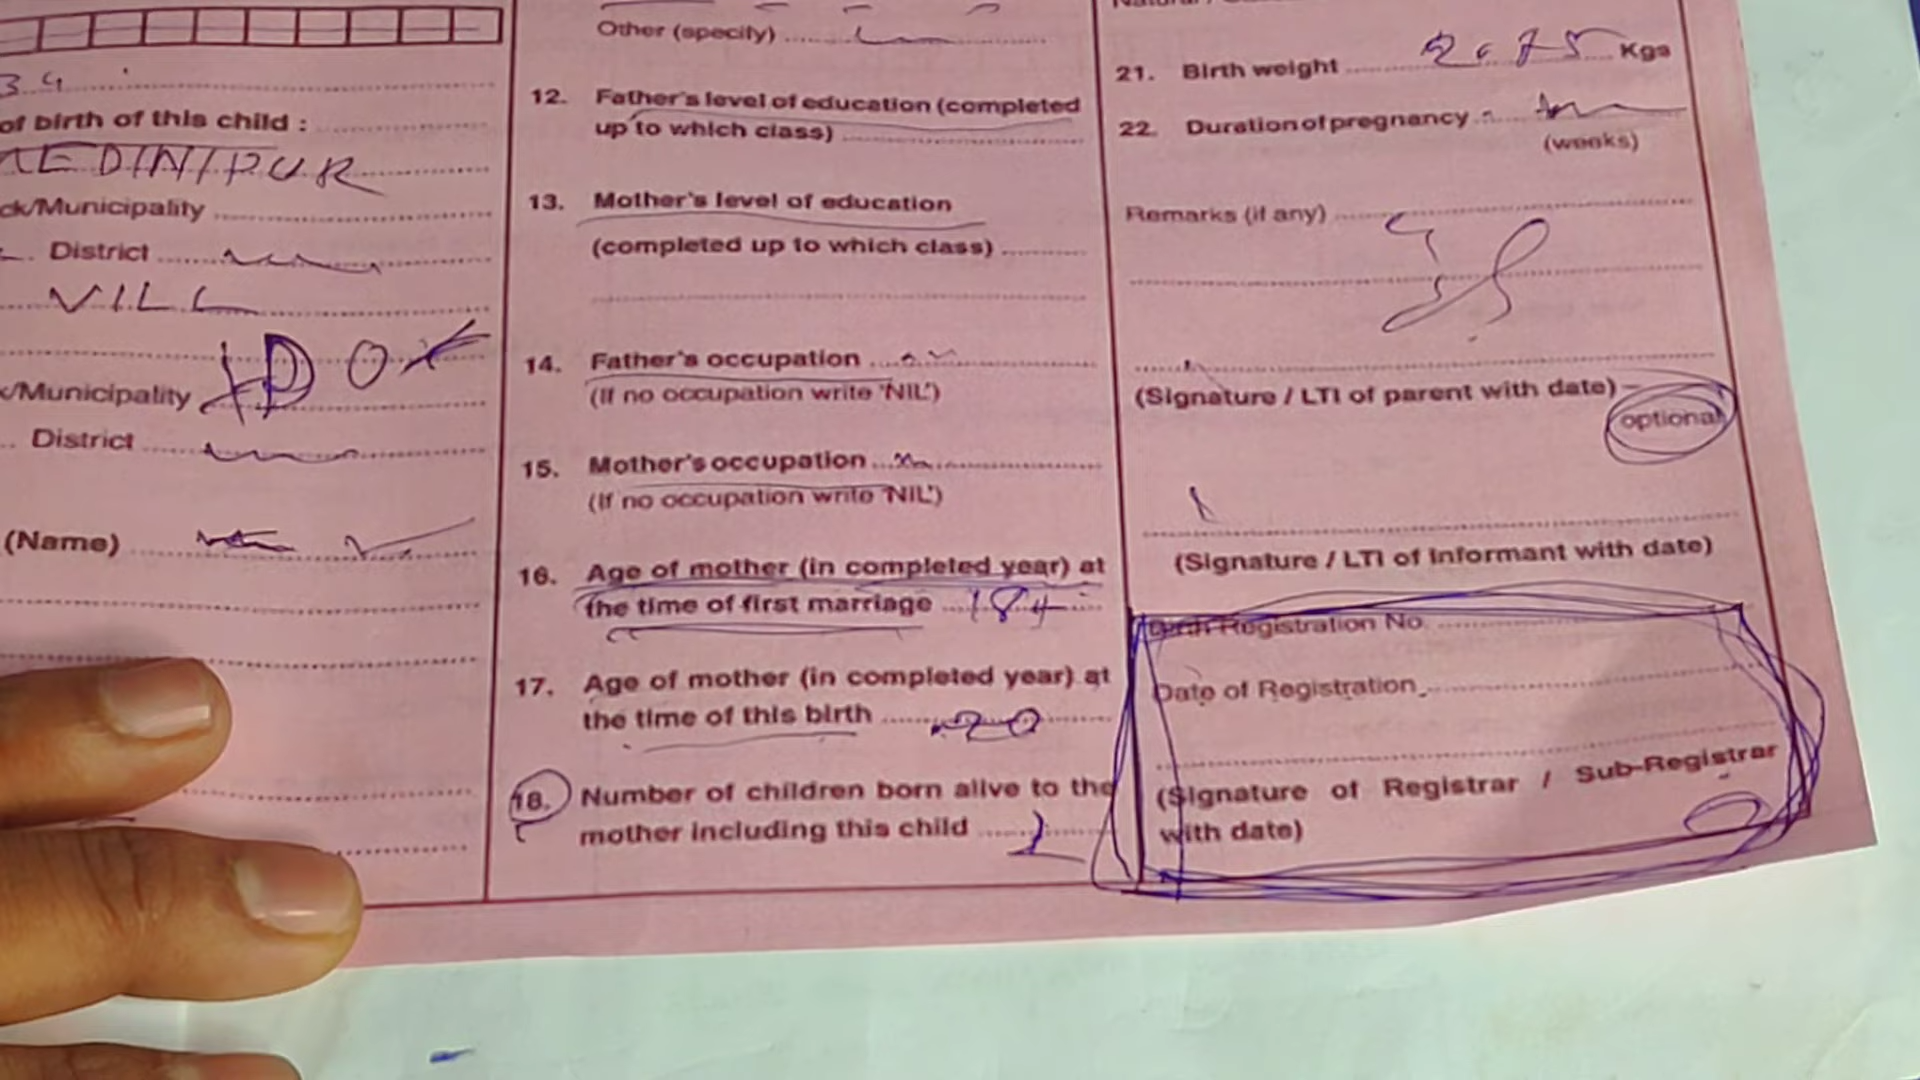 34
of birth of this child :
MEDINIPUR
ck/Municipality
District
VILL
/Municipality
District
(Name)
Other (specify)
12. Father's level of education (completed
up to which class)
13. Mother's level of education
(completed up to which class)
14. Father's occupation
(If no occupation write 'NIL')
15. Mother's occupation
(If no occupation write 'NIL')
16. Age of mother (in completed year) at
the time of first marriage 18+
17. Age of mother (in completed year) at
the time of this birth 20
18. Number of children born alive to the
mother including this child 1
21. Birth weight 2.75 Kgs
22. Duration of pregnancy
(weeks)
Remarks (if any)
(Signature / LTI of parent with date) -
optional
(Signature / LTI of Informant with date)
Birth Registration No.
Date of Registration
(Signature of Registrar / Sub-Registrar
with date)